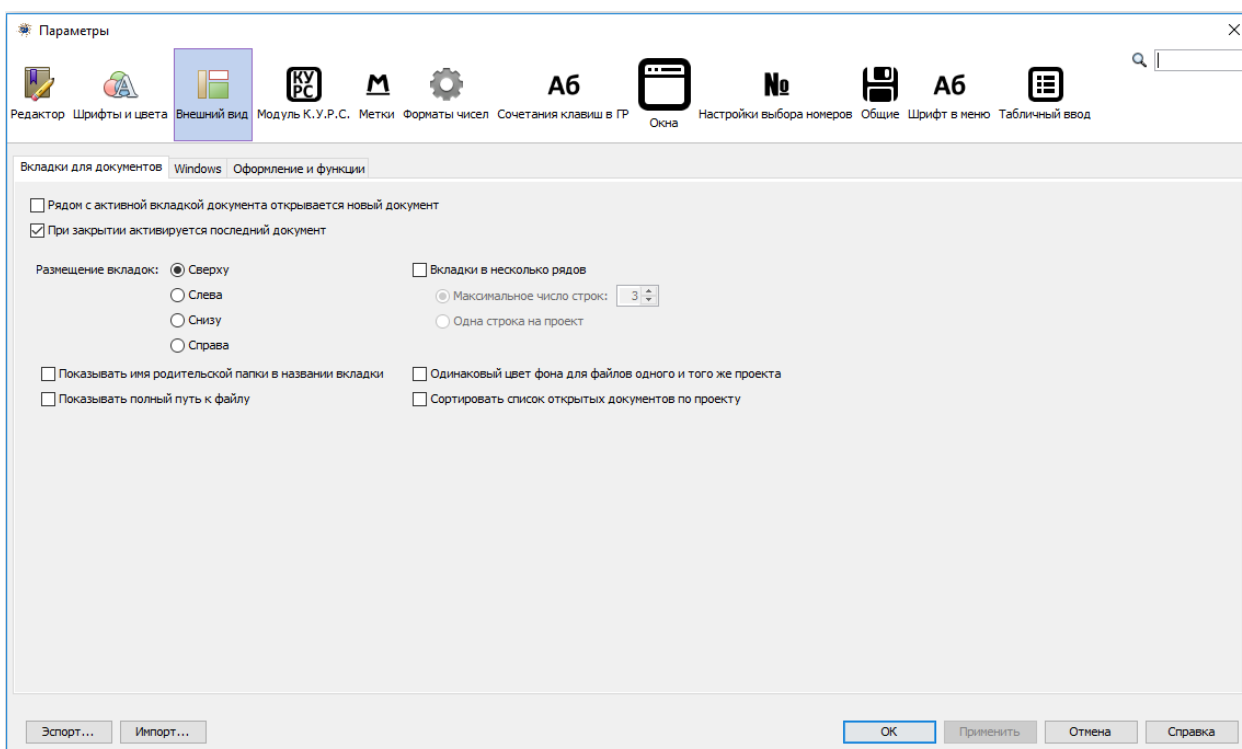 Параметры
КУ
РС
М
Аб
№
Аб
Редактор Шрифты и цвета Внешний вид Модуль К.У.Р.С. Метки Форматы чисел Сочетания клавиш в ГР Окна Настройки выбора номеров Общие Шрифт в меню Табличный ввод
Вкладки для документов Windows Оформление и функции
Рядом с активной вкладкой документа открывается новый документ
При закрытии активируется последний документ
Размещение вкладок: Сверху
Слева
Снизу
Справа
Вкладки в несколько рядов
Максимальное число строк: 3
Одна строка на проект
Показывать имя родительской папки в названии вкладки
Показывать полный путь к файлу
Одинаковый цвет фона для файлов одного и того же проекта
Сортировать список открытых документов по проекту
Эспорт... Импорт... ОК Применить Отмена Справка